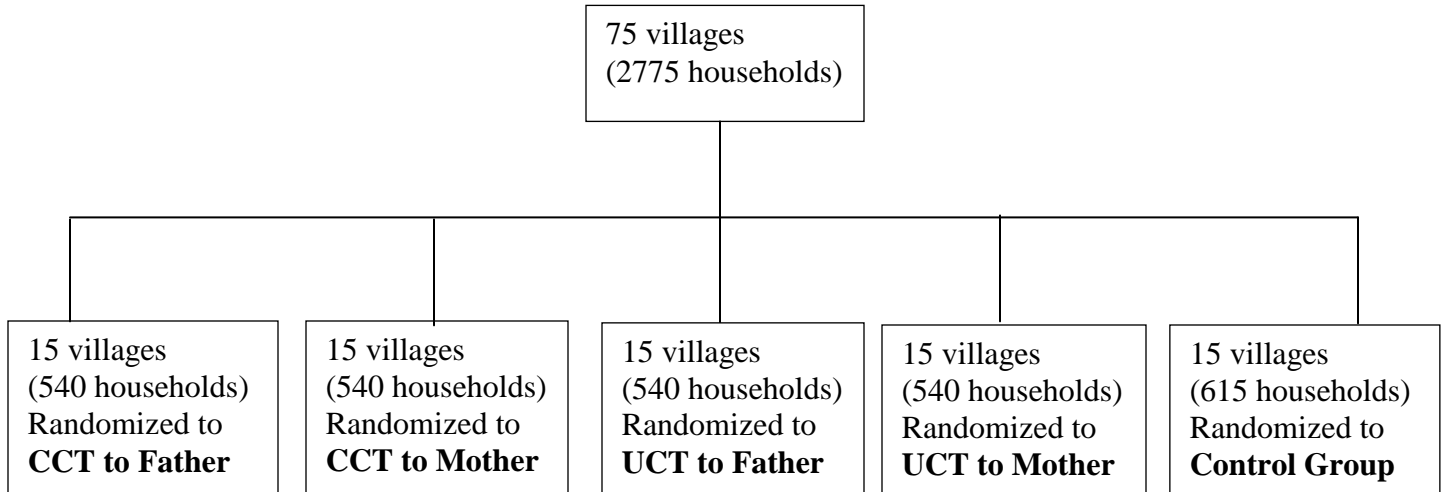 75 villages
(2775 households)
15 villages
(540 households)
Randomized to
CCT to Father
15 villages
(540 households)
Randomized to
CCT to Mother
15 villages
(540 households)
Randomized to
UCT to Father
15 villages
(540 households)
Randomized to
UCT to Mother
15 villages
(615 households)
Randomized to
Control Group